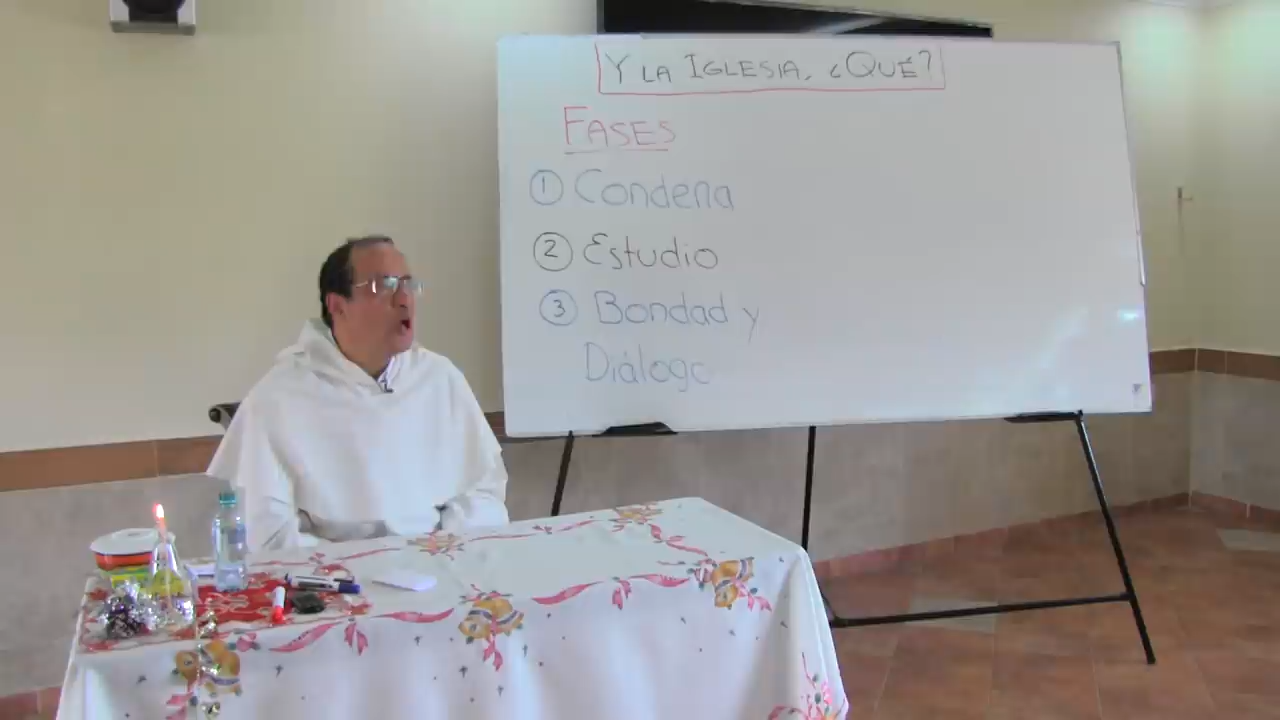 Y LA IGLESIA, ¿QUÉ?
FASES
① Condena
② Estudio
③ Bondad y
Diálogo